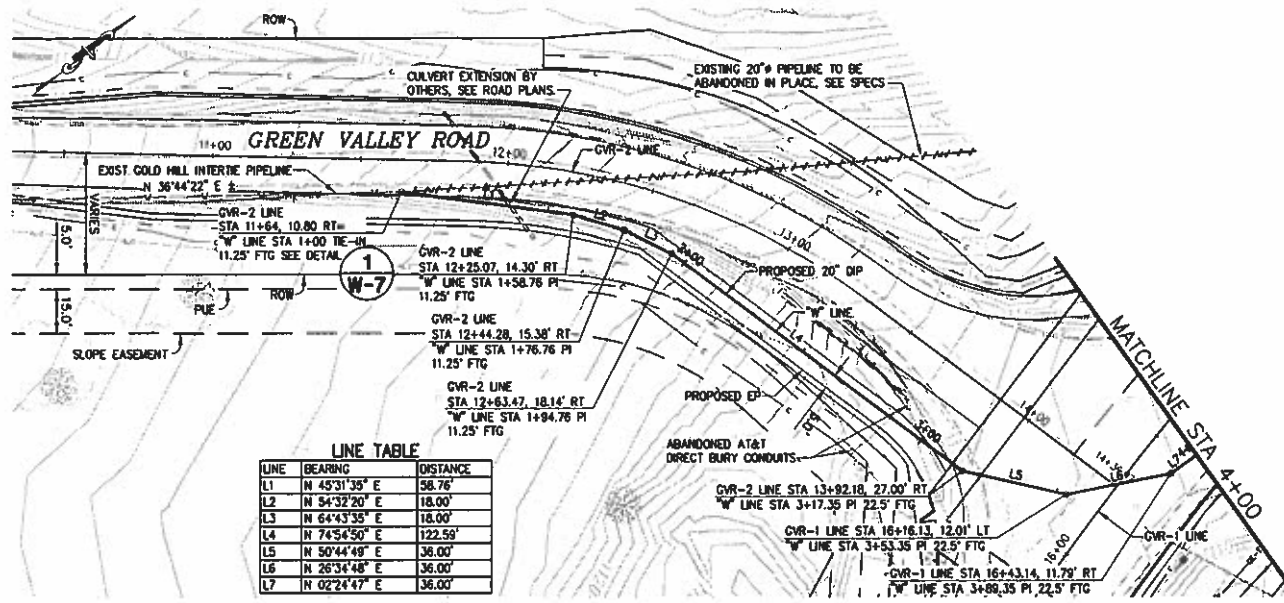 ROW
CULVERT EXTENSION BY
OTHERS, SEE ROAD PLANS
EXISTING 20"ø PIPELINE TO BE
ABANDONED IN PLACE, SEE SPECS
GREEN VALLEY ROAD
11+00
12+00
GVR-2 LINE
EXIST GOLD HILL INTERTIE PIPELINE
N 36°44'22" E ±
VARIES
5.0'
15.0'
GVR-2 LINE
STA 11+64, 10.80 RT=
"W" LINE STA 1+00 TIE-IN
11.25° FTG SEE DETAIL
1
W-7
ROW
PUE
SLOPE EASEMENT
GVR-2 LINE
STA 12+25.07, 14.30' RT
"W" LINE STA 1+58.76 PI
11.25° FTG
GVR-2 LINE
STA 12+44.28, 15.38' RT
"W" LINE STA 1+76.76 PI
11.25° FTG
GVR-2 LINE
STA 12+63.47, 18.14' RT
"W" LINE STA 1+94.76 PI
11.25° FTG
L2
L3
2+00
13+00
PROPOSED 20" DIP
"W" LINE
L4
PROPOSED EP
3+00
ABANDONED AT&T
DIRECT BURY CONDUITS
14+00
L5
L6
L7
MATCHLINE STA 4+00
GVR-2 LINE STA 13+92.18, 27.00' RT
"W" LINE STA 3+17.35 PI 22.5° FTG
GVR-1 LINE STA 16+16.13, 12.01' LT
"W" LINE STA 3+53.35 PI 22.5° FTG
GVR-1 LINE
16+00
GVR-1 LINE STA 16+43.14, 11.79' RT
"W" LINE STA 3+89.35 PI 22.5° FTG
LINE TABLE
LINE BEARING DISTANCE
L1 N 45°31'35" E 58.76'
L2 N 54°32'20" E 18.00'
L3 N 64°43'35" E 18.00'
L4 N 74°54'50" E 122.59'
L5 N 50°44'49" E 36.00'
L6 N 26°34'48" E 36.00'
L7 N 02°24'47" E 36.00'